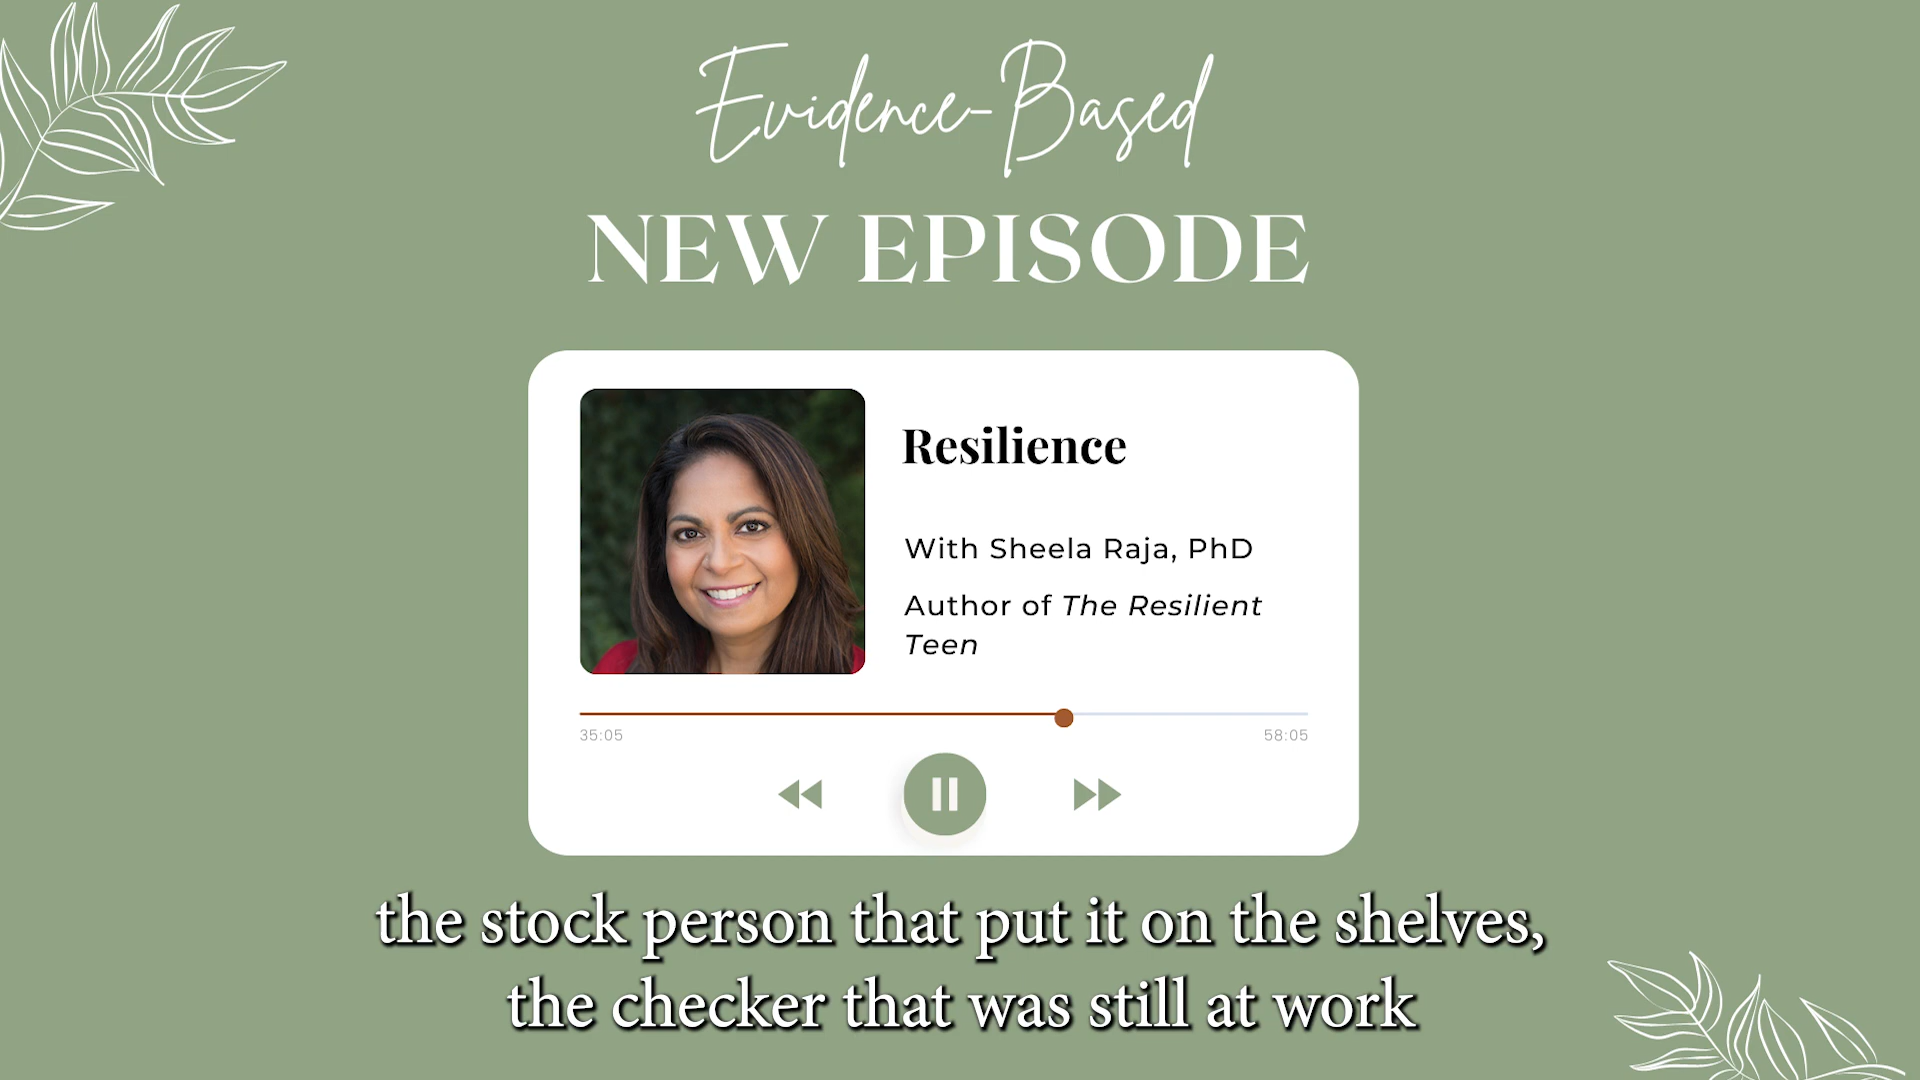 Evidence-Based
NEW EPISODE
Resilience
With Sheela Raja, PhD
Author of The Resilient
Teen
35:05
58:05
the stock person that put it on the shelves,
the checker that was still at work